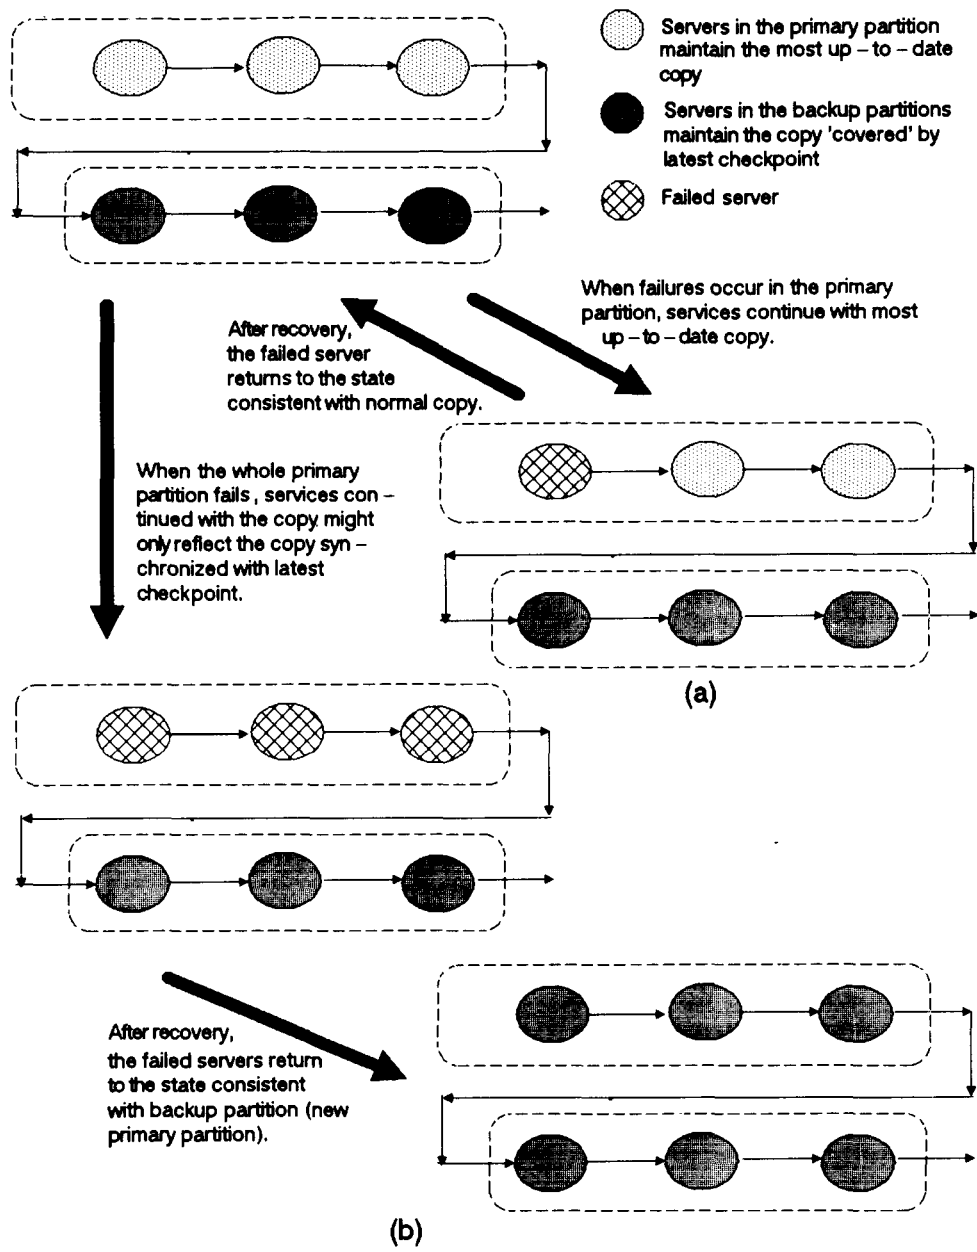 Servers in the primary partition
maintain the most up – to – date
copy
Servers in the backup partitions
maintain the copy 'covered' by
latest checkpoint
Failed server
When failures occur in the primary
partition, services continue with most
up – to – date copy.
After recovery,
the failed server
returns to the state
consistent with normal copy.
When the whole primary
partition fails , services con –
tinued with the copy might
only reflect the copy syn –
chronized with latest
checkpoint.
(a)
After recovery,
the failed servers return
to the state consistent
with backup partition (new
primary partition).
(b)